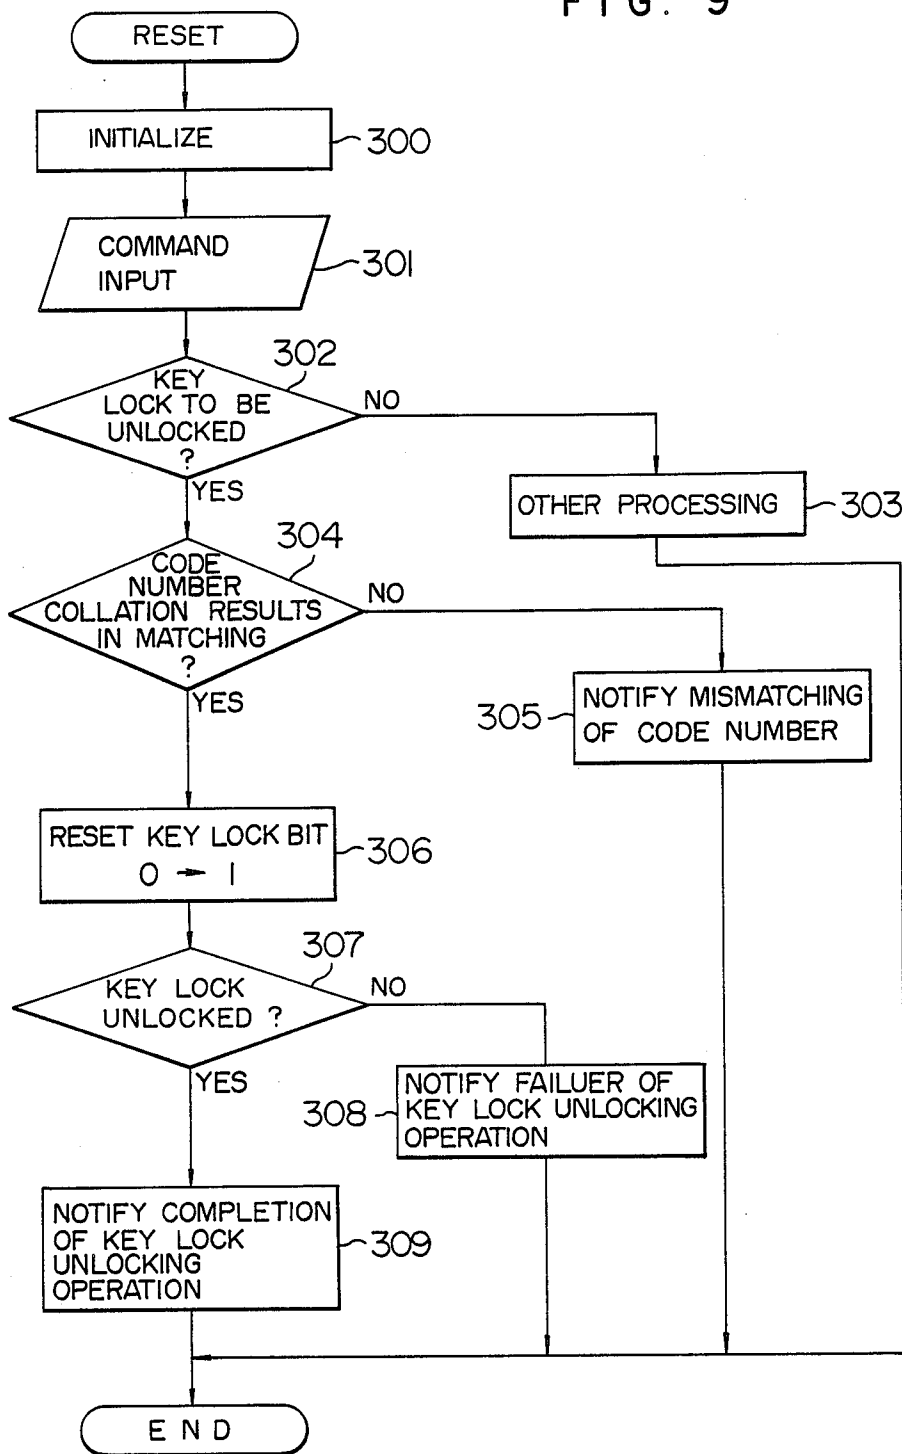 FIG. 9
RESET
INITIALIZE
300
COMMAND
INPUT
301
302
KEY
LOCK TO BE
UNLOCKED
?
NO
YES
OTHER PROCESSING
303
304
CODE
NUMBER
COLLATION RESULTS
IN MATCHING
?
NO
YES
305
NOTIFY MISMATCHING
OF CODE NUMBER
RESET KEY LOCK BIT
0 → 1
306
307
KEY LOCK
UNLOCKED ?
NO
YES
308
NOTIFY FAILUER OF
KEY LOCK UNLOCKING
OPERATION
NOTIFY COMPLETION
OF KEY LOCK
UNLOCKING
OPERATION
309
END